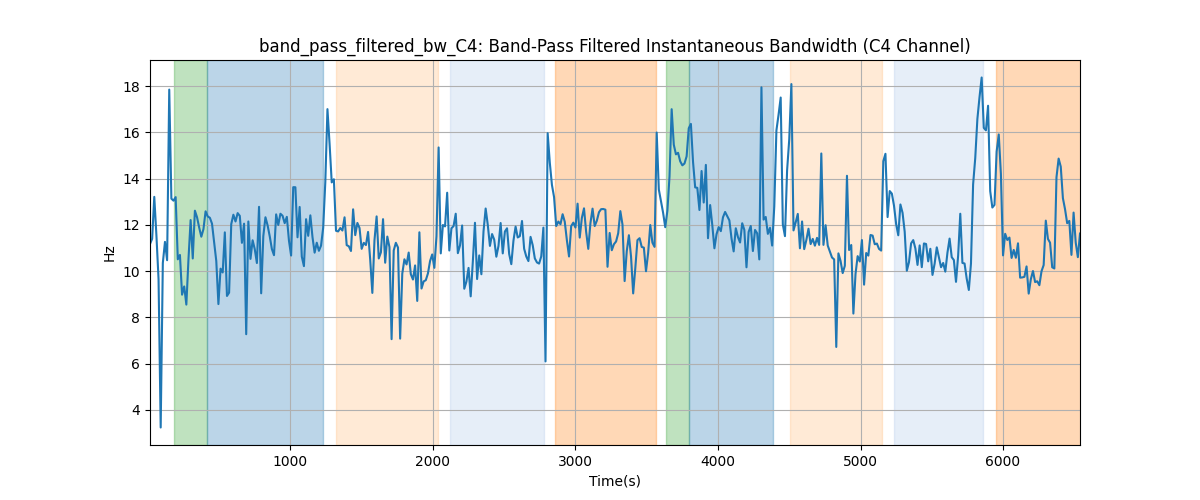 band_pass_filtered_bw_C4: Band-Pass Filtered Instantaneous Bandwidth (C4 Channel)
18
16
14
12
10
8
6
4
Hz
1000 2000 3000 4000 5000 6000
Time(s)